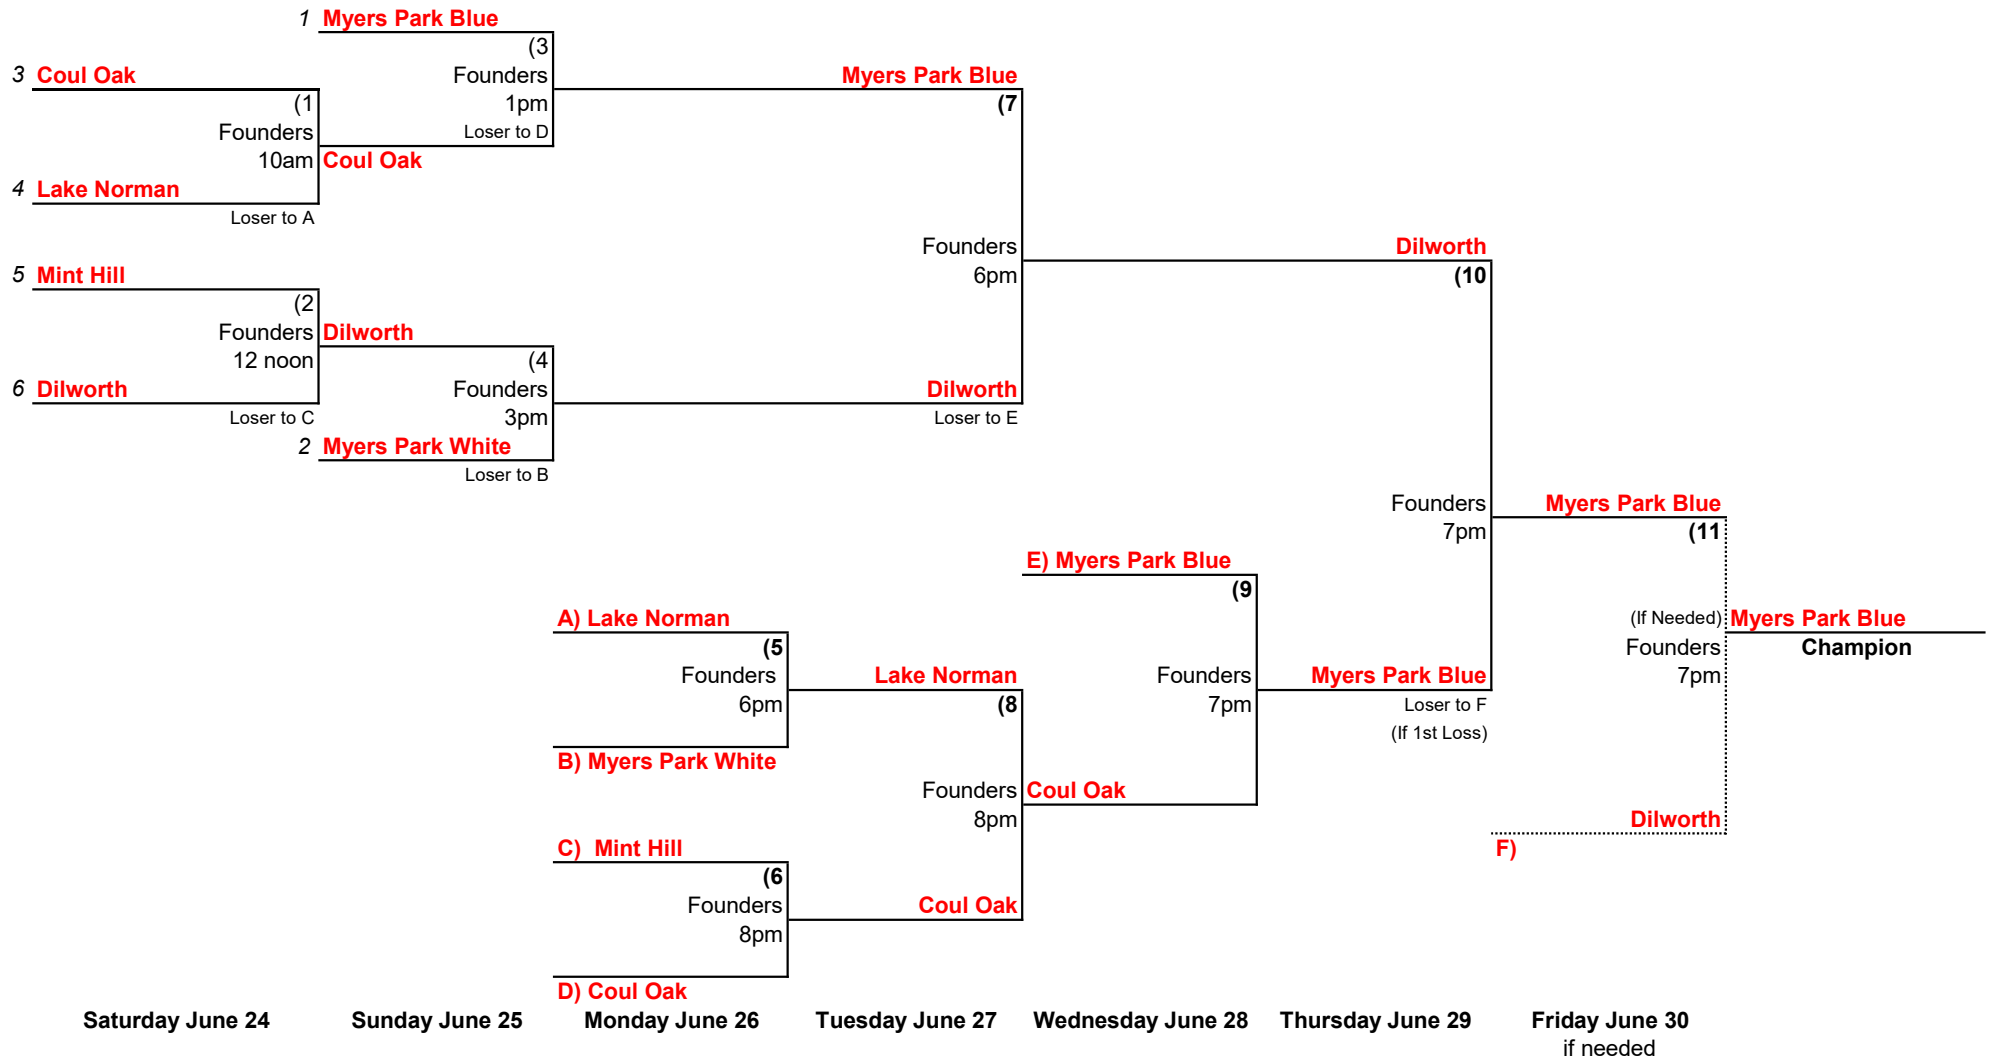 1 Myers Park Blue
(3
3 Coul Oak
Founders
Myers Park Blue
(1
1pm
(7
Founders
Loser to D
10am
Coul Oak
4 Lake Norman
Loser to A
Founders
Dilworth
5 Mint Hill
6pm
(10
(2
Founders
Dilworth
12 noon
(4
6 Dilworth
Founders
Dilworth
Loser to C
3pm
Loser to E
2 Myers Park White
Loser to B
Founders
Myers Park Blue
7pm
(11
E) Myers Park Blue
(9
A) Lake Norman
(If Needed)
Myers Park Blue
(5
Founders
Champion
Founders
Lake Norman
Founders
Myers Park Blue
7pm
6pm
(8
7pm
Loser to F
(If 1st Loss)
B) Myers Park White
Founders
Coul Oak
8pm
Dilworth
C) Mint Hill
F)
(6
Founders
Coul Oak
8pm
D) Coul Oak
Saturday June 24
Sunday June 25
Monday June 26
Tuesday June 27
Wednesday June 28
Thursday June 29
Friday June 30
if needed